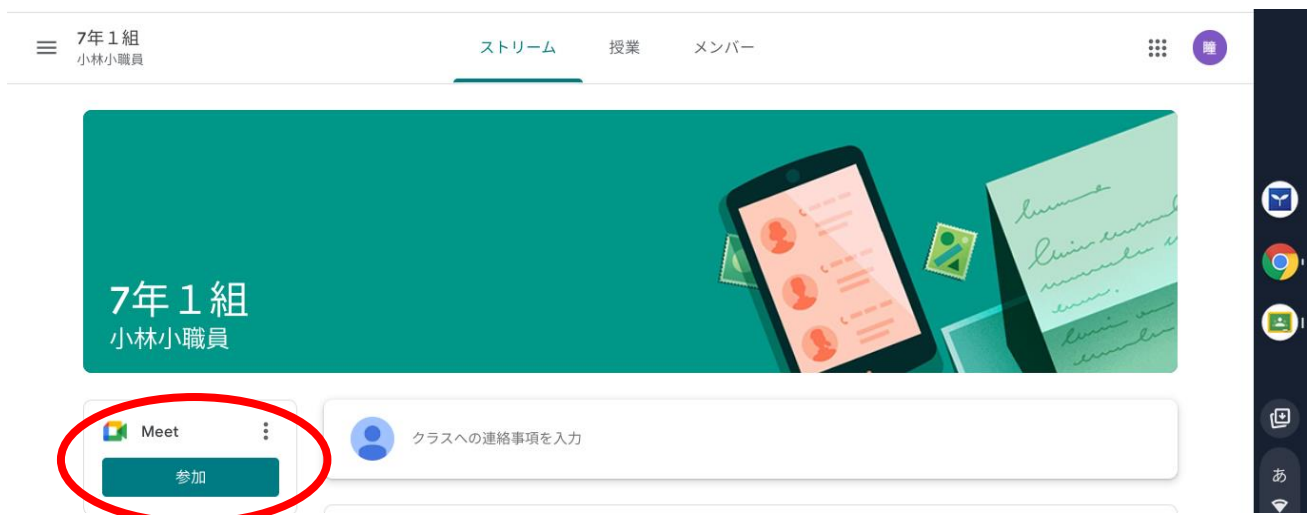 7年１組
小林小職員
ストリーム 授業 メンバー
瞳
7年１組
小林小職員
Meet
参加
クラスへの連絡事項を入力
あ